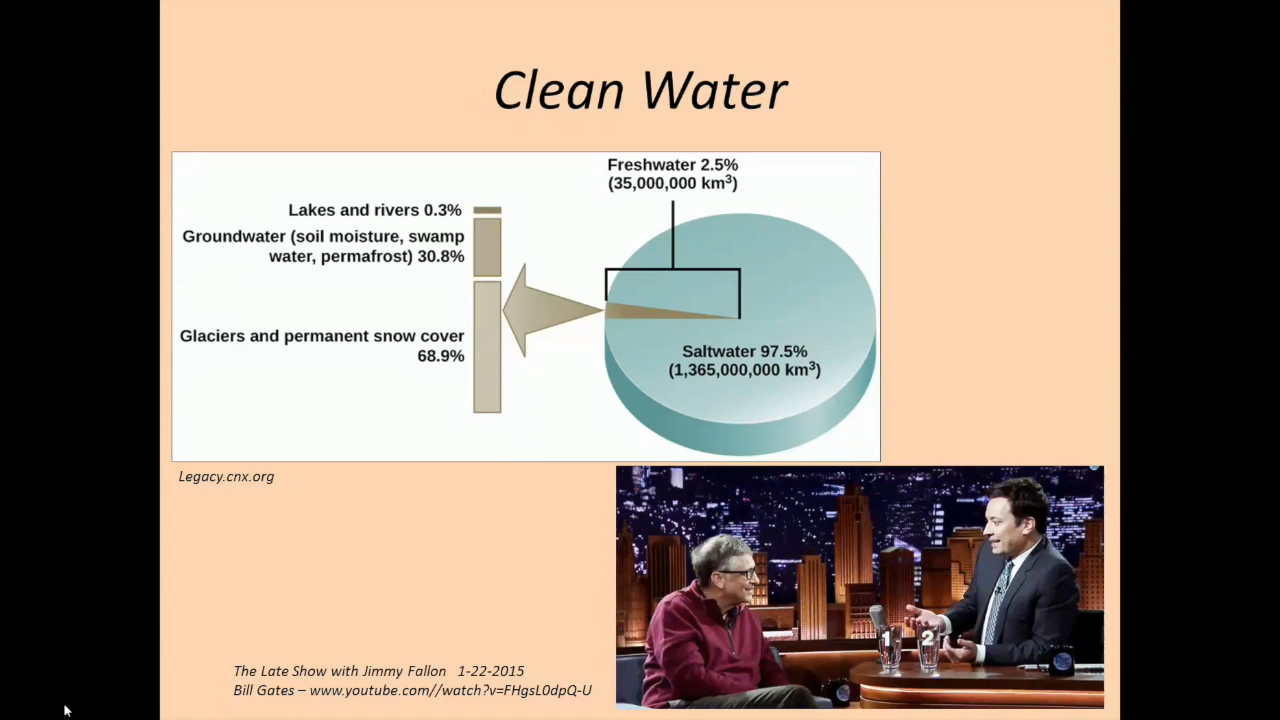 Clean Water
Freshwater 2.5%
(35,000,000 km³)
Lakes and rivers 0.3%
Groundwater (soil moisture, swamp
water, permafrost) 30.8%
Glaciers and permanent snow cover
68.9%
Saltwater 97.5%
(1,365,000,000 km³)
Legacy.cnx.org
1 2
The Late Show with Jimmy Fallon 1-22-2015
Bill Gates – www.youtube.com//watch?v=FHgsL0dpQ-U